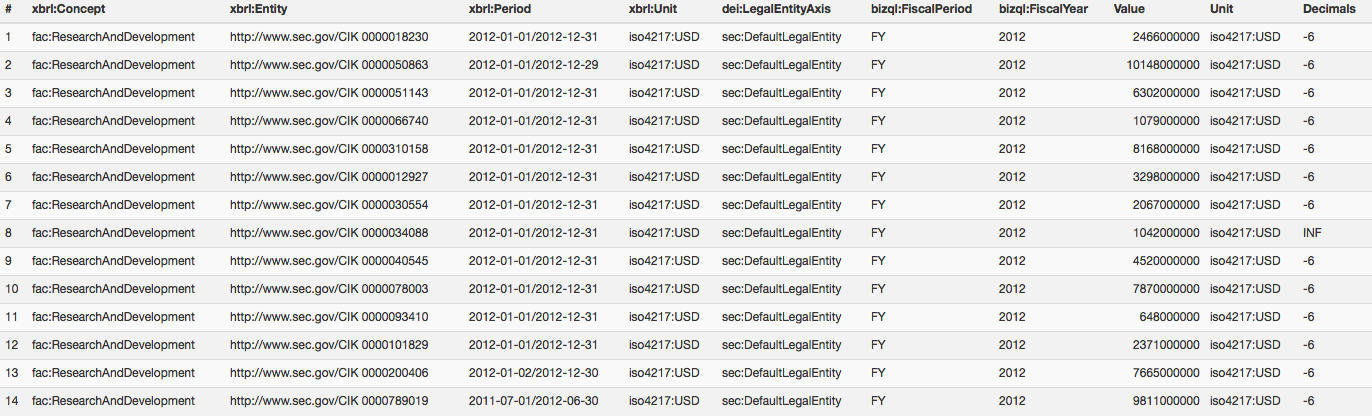 # xbrl:Concept xbrl:Entity xbrl:Period xbrl:Unit dei:LegalEntityAxis bizql:FiscalPeriod bizql:FiscalYear Value Unit Decimals
1 fac:ResearchAndDevelopment http://www.sec.gov/CIK 0000018230 2012-01-01/2012-12-31 iso4217:USD sec:DefaultLegalEntity FY 2012 2466000000 iso4217:USD -6
2 fac:ResearchAndDevelopment http://www.sec.gov/CIK 0000050863 2012-01-01/2012-12-29 iso4217:USD sec:DefaultLegalEntity FY 2012 10148000000 iso4217:USD -6
3 fac:ResearchAndDevelopment http://www.sec.gov/CIK 0000051143 2012-01-01/2012-12-31 iso4217:USD sec:DefaultLegalEntity FY 2012 6302000000 iso4217:USD -6
4 fac:ResearchAndDevelopment http://www.sec.gov/CIK 0000066740 2012-01-01/2012-12-31 iso4217:USD sec:DefaultLegalEntity FY 2012 1079000000 iso4217:USD -6
5 fac:ResearchAndDevelopment http://www.sec.gov/CIK 0000310158 2012-01-01/2012-12-31 iso4217:USD sec:DefaultLegalEntity FY 2012 8168000000 iso4217:USD -6
6 fac:ResearchAndDevelopment http://www.sec.gov/CIK 0000012927 2012-01-01/2012-12-31 iso4217:USD sec:DefaultLegalEntity FY 2012 3298000000 iso4217:USD -6
7 fac:ResearchAndDevelopment http://www.sec.gov/CIK 0000030554 2012-01-01/2012-12-31 iso4217:USD sec:DefaultLegalEntity FY 2012 2067000000 iso4217:USD -6
8 fac:ResearchAndDevelopment http://www.sec.gov/CIK 0000034088 2012-01-01/2012-12-31 iso4217:USD sec:DefaultLegalEntity FY 2012 1042000000 iso4217:USD INF
9 fac:ResearchAndDevelopment http://www.sec.gov/CIK 0000040545 2012-01-01/2012-12-31 iso4217:USD sec:DefaultLegalEntity FY 2012 4520000000 iso4217:USD -6
10 fac:ResearchAndDevelopment http://www.sec.gov/CIK 0000078003 2012-01-01/2012-12-31 iso4217:USD sec:DefaultLegalEntity FY 2012 7870000000 iso4217:USD -6
11 fac:ResearchAndDevelopment http://www.sec.gov/CIK 0000093410 2012-01-01/2012-12-31 iso4217:USD sec:DefaultLegalEntity FY 2012 648000000 iso4217:USD -6
12 fac:ResearchAndDevelopment http://www.sec.gov/CIK 0000101829 2012-01-01/2012-12-31 iso4217:USD sec:DefaultLegalEntity FY 2012 2371000000 iso4217:USD -6
13 fac:ResearchAndDevelopment http://www.sec.gov/CIK 0000200406 2012-01-02/2012-12-30 iso4217:USD sec:DefaultLegalEntity FY 2012 7665000000 iso4217:USD -6
14 fac:ResearchAndDevelopment http://www.sec.gov/CIK 0000789019 2011-07-01/2012-06-30 iso4217:USD sec:DefaultLegalEntity FY 2012 9811000000 iso4217:USD -6